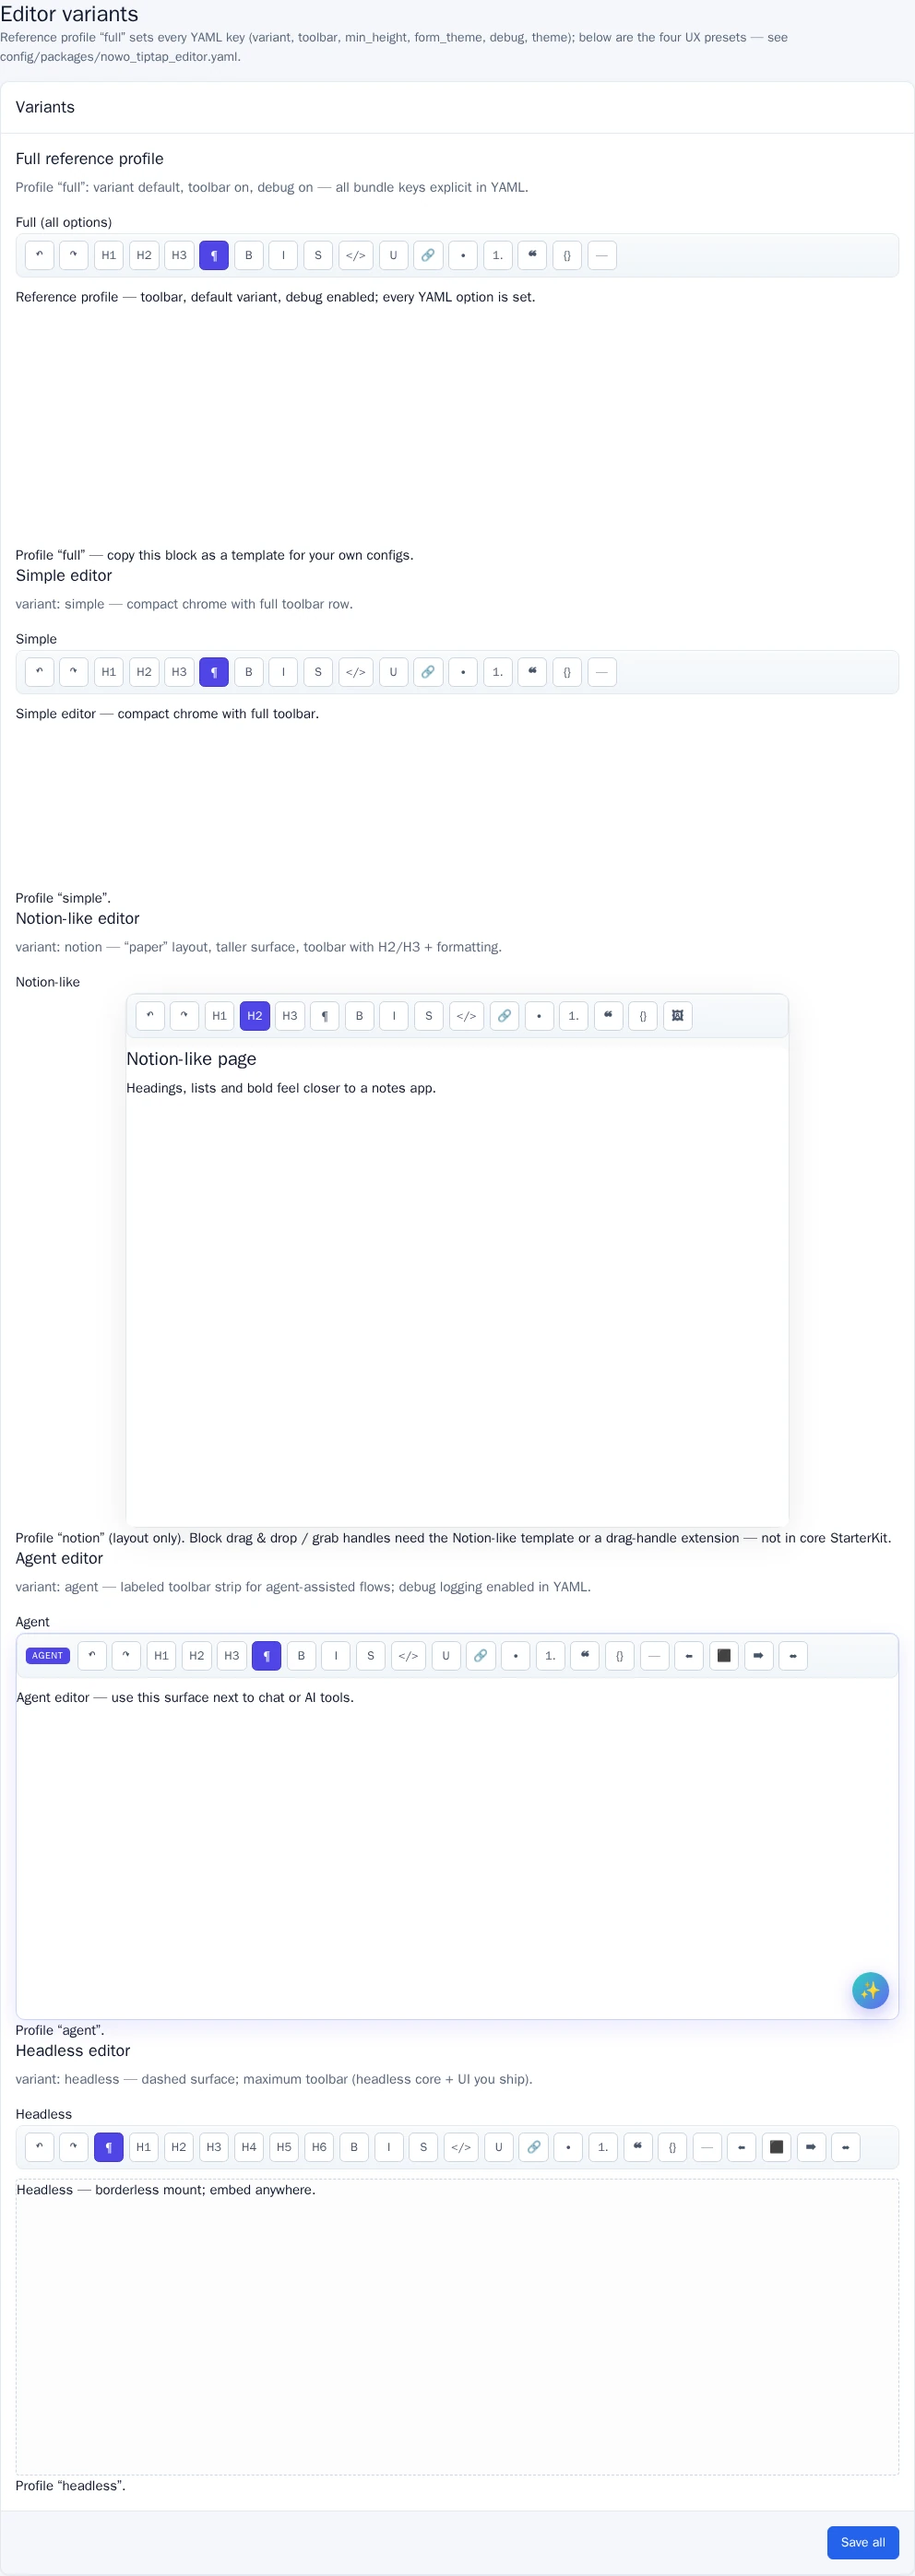 Editor variants
Reference profile “full” sets every YAML key (variant, toolbar, min_height, form_theme, debug, theme); below are the four UX presets — see
config/packages/nowo_tiptap_editor.yaml.
Variants
Full reference profile
Profile “full”: variant default, toolbar on, debug on — all bundle keys explicit in YAML.
Full (all options)
↶ ↷ H1 H2 H3 ¶ B I S </> U 🔗 • 1. ❝ {} —
Reference profile — toolbar, default variant, debug enabled; every YAML option is set.
Profile “full” — copy this block as a template for your own configs.
Simple editor
variant: simple — compact chrome with full toolbar row.
Simple
↶ ↷ H1 H2 H3 ¶ B I S </> U 🔗 • 1. ❝ {} —
Simple editor — compact chrome with full toolbar.
Profile “simple”.
Notion-like editor
variant: notion — “paper” layout, taller surface, toolbar with H2/H3 + formatting.
Notion-like
↶ ↷ H1 H2 H3 ¶ B I S </> 🔗 • 1. ❝ {} 🖼
Notion-like page
Headings, lists and bold feel closer to a notes app.
Profile “notion” (layout only). Block drag & drop / grab handles need the Notion-like template or a drag-handle extension — not in core StarterKit.
Agent editor
variant: agent — labeled toolbar strip for agent-assisted flows; debug logging enabled in YAML.
Agent
AGENT ↶ ↷ H1 H2 H3 ¶ B I S </> U 🔗 • 1. ❝ {} — ⬅ ⬛ ➡ ⬌
Agent editor — use this surface next to chat or AI tools.
Profile “agent”.
Headless editor
variant: headless — dashed surface; maximum toolbar (headless core + UI you ship).
Headless
↶ ↷ ¶ H1 H2 H3 H4 H5 H6 B I S </> U 🔗 • 1. ❝ {} — ⬅ ⬛ ➡ ⬌
Headless — borderless mount; embed anywhere.
Profile “headless”.
Save all